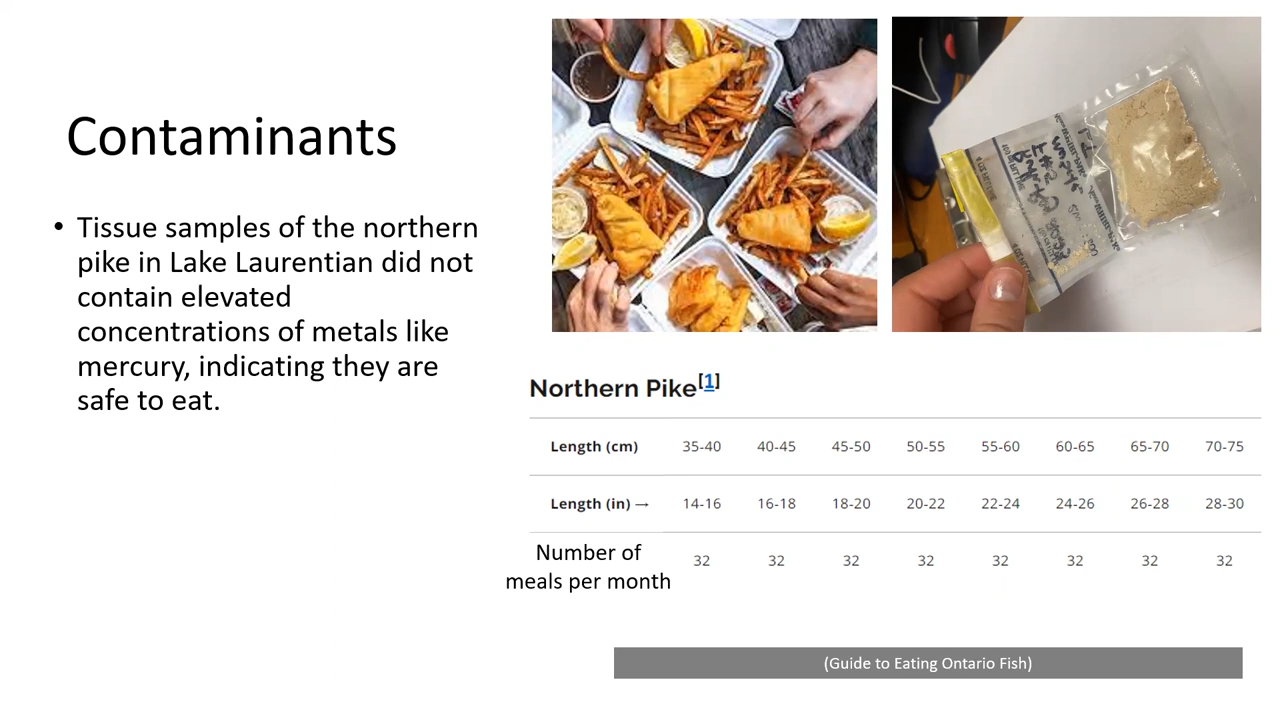 Contaminants
• Tissue samples of the northern
pike in Lake Laurentian did not
contain elevated
concentrations of metals like
mercury, indicating they are
safe to eat.
Northern Pike[1]
Length (cm) 35-40 40-45 45-50 50-55 55-60 60-65 65-70 70-75
Length (in) → 14-16 16-18 18-20 20-22 22-24 24-26 26-28 28-30
Number of
meals per month 32 32 32 32 32 32 32 32
(Guide to Eating Ontario Fish)